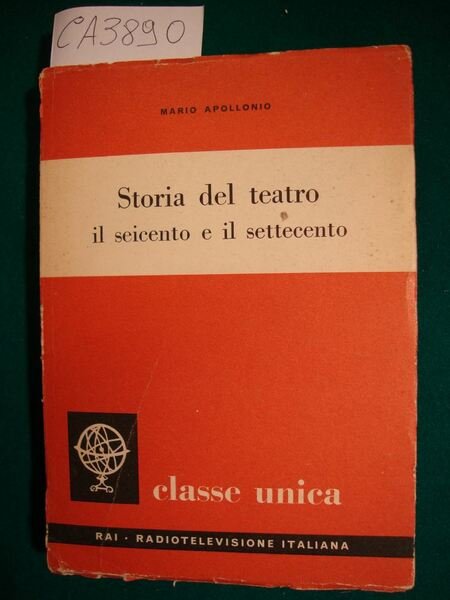 CA3890
MARIO APOLLONIO
Storia del teatro
il seicento e il settecento
classe unica
RAI · RADIOTELEVISIONE ITALIANA